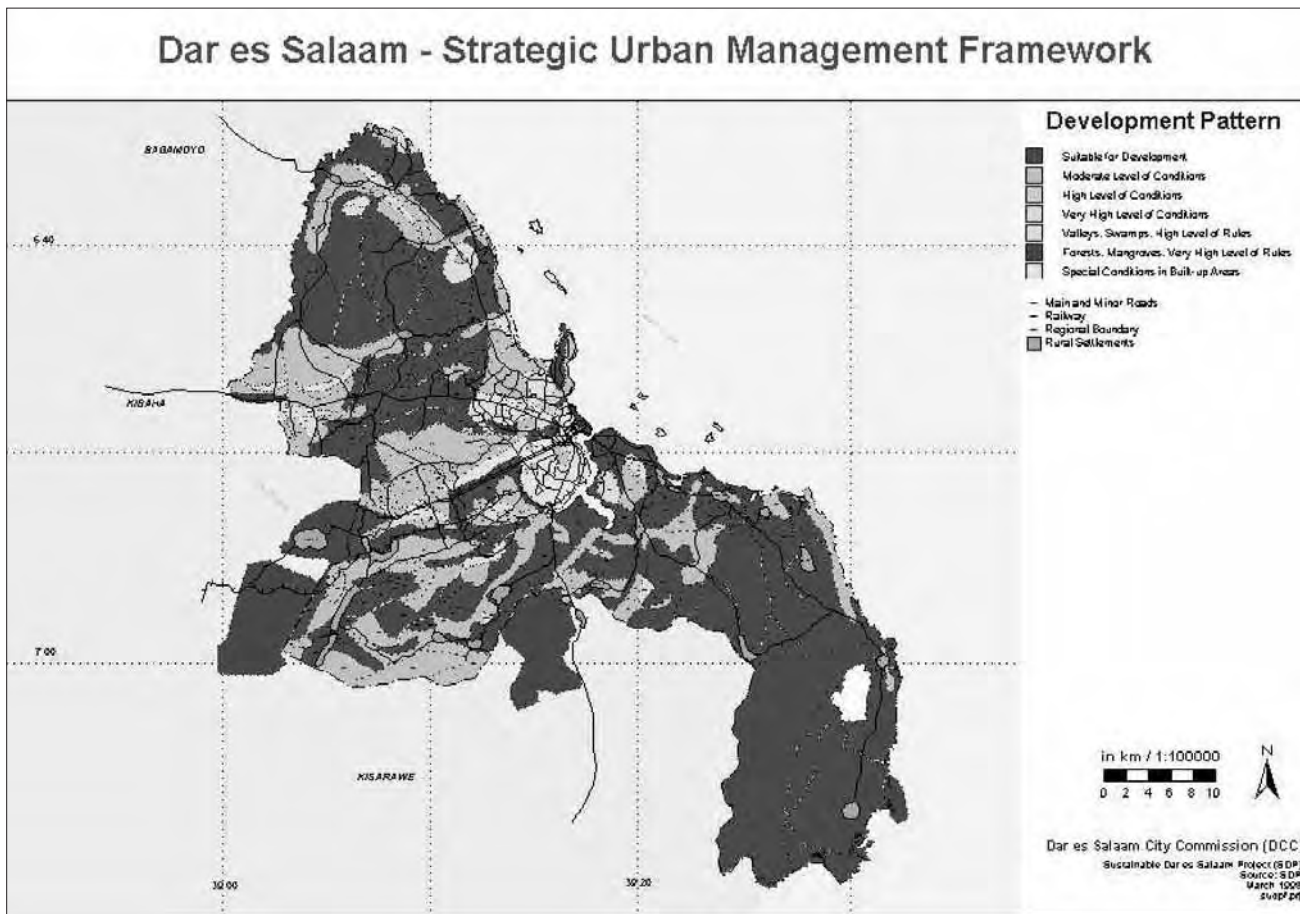 Dar es Salaam - Strategic Urban Management Framework
BAGAMOYO
6 40
KIBAHA
7 00
KISARAWE
39 20
Development Pattern
Suitable for Development
Moderate Level of Conditions
High Level of Conditions
Very High Level of Conditions
Valleys, Swamps, High Level of Rules
Forests, Mangroves, Very High Level of Rules
Special Conditions in Built-up Areas
Main and Minor Roads
Railway
Regional Boundary
Rural Settlements
in km / 1:100000
0 2 4 6 8 10
N
Dar es Salaam City Commission (DCC
Sustainable Dar es Salaam Project (SDP)
Source: SDP
March